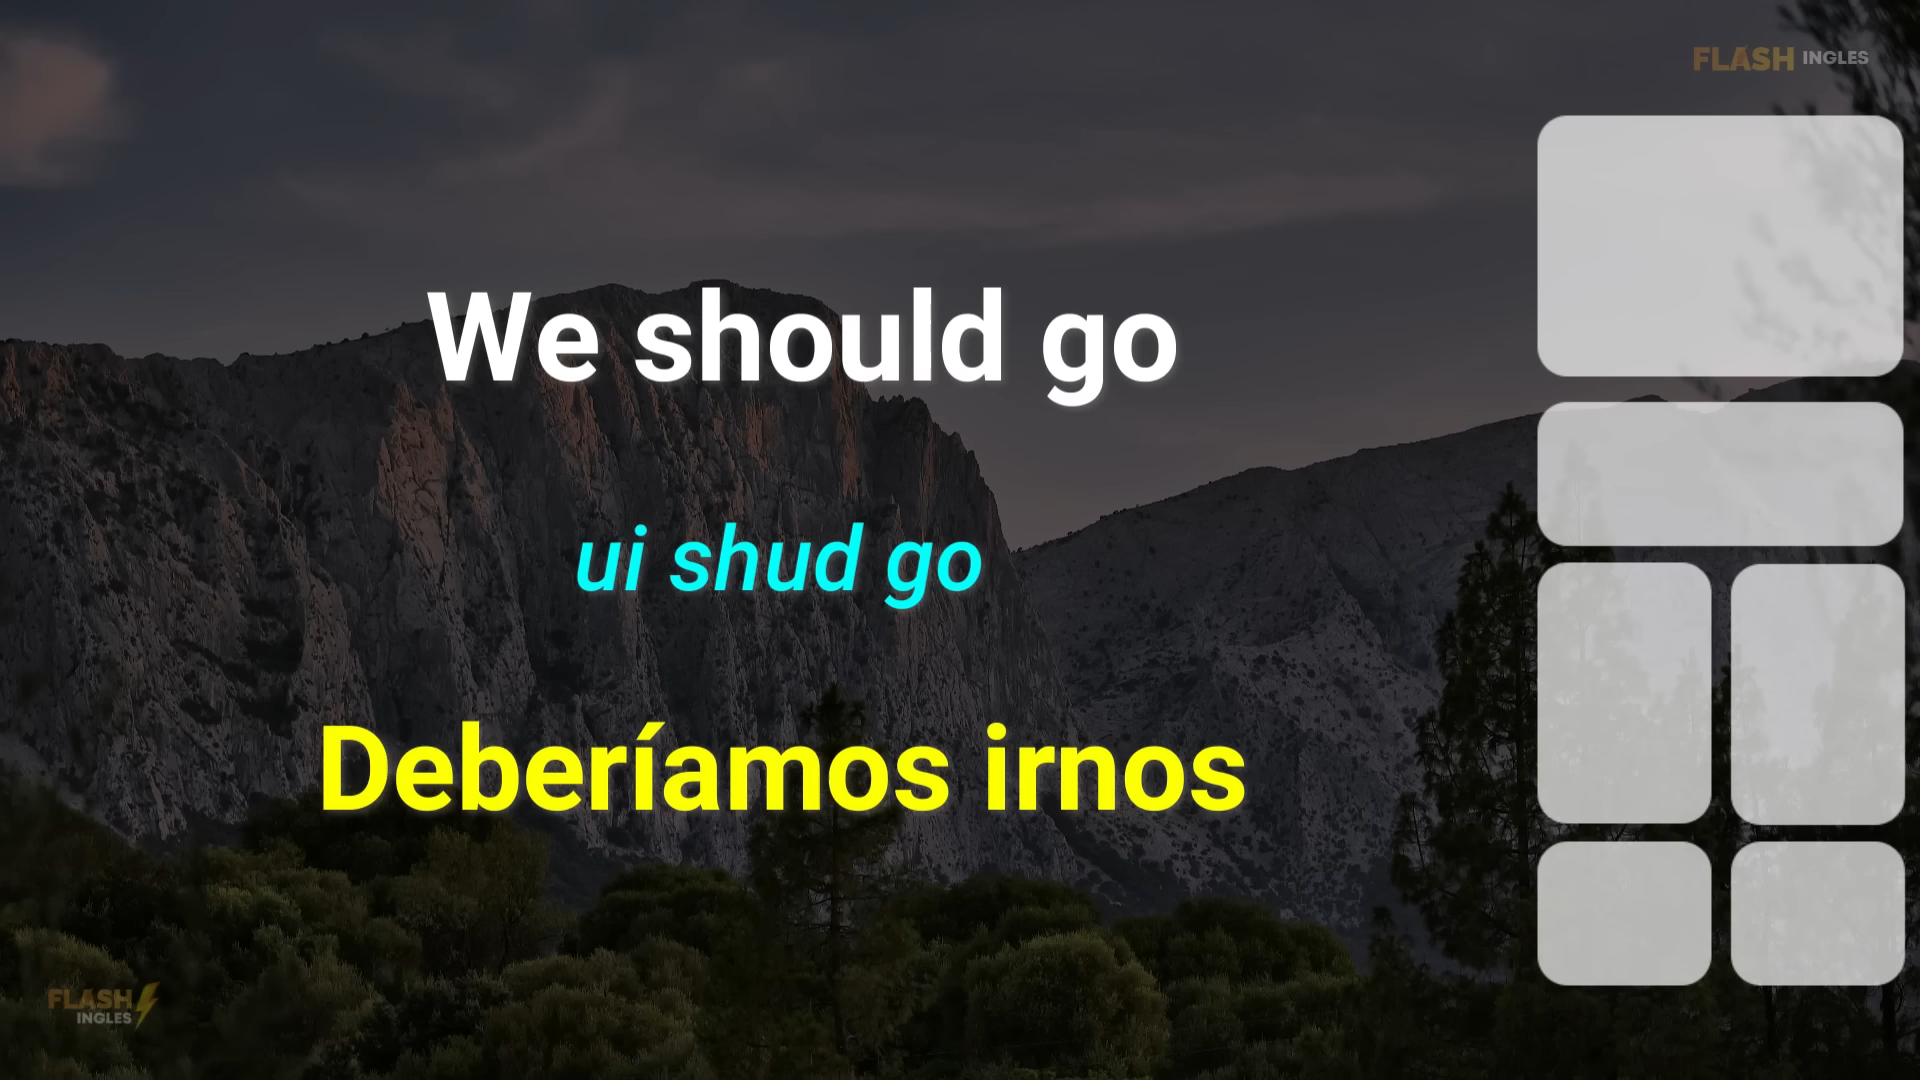 FLASH INGLES
We should go
ui shud go
Deberíamos irnos
FLASH
INGLES